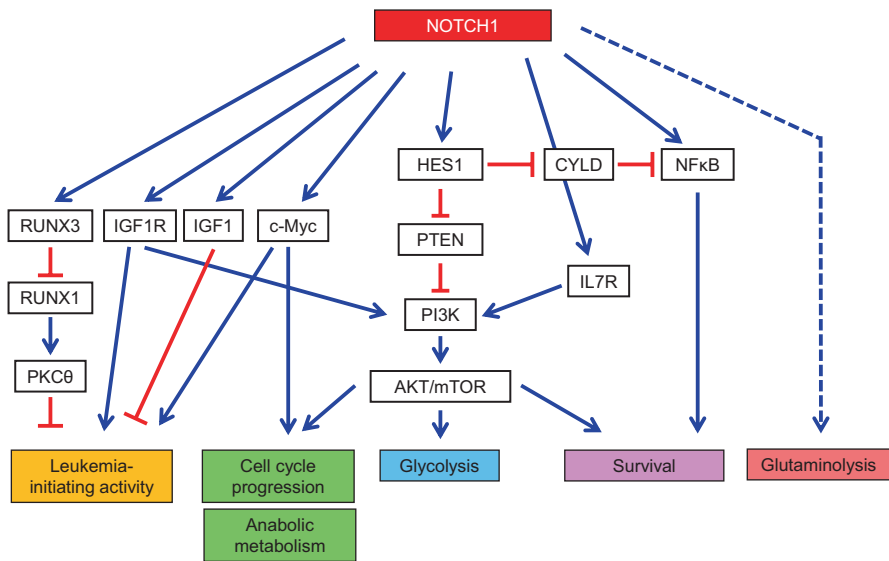 NOTCH1
HES1
CYLD
NFκB
RUNX3
IGF1R
IGF1
c-Myc
PTEN
IL7R
RUNX1
PI3K
PKCθ
AKT/mTOR
Leukemia-
initiating activity
Cell cycle
progression
Glycolysis
Survival
Glutaminolysis
Anabolic
metabolism